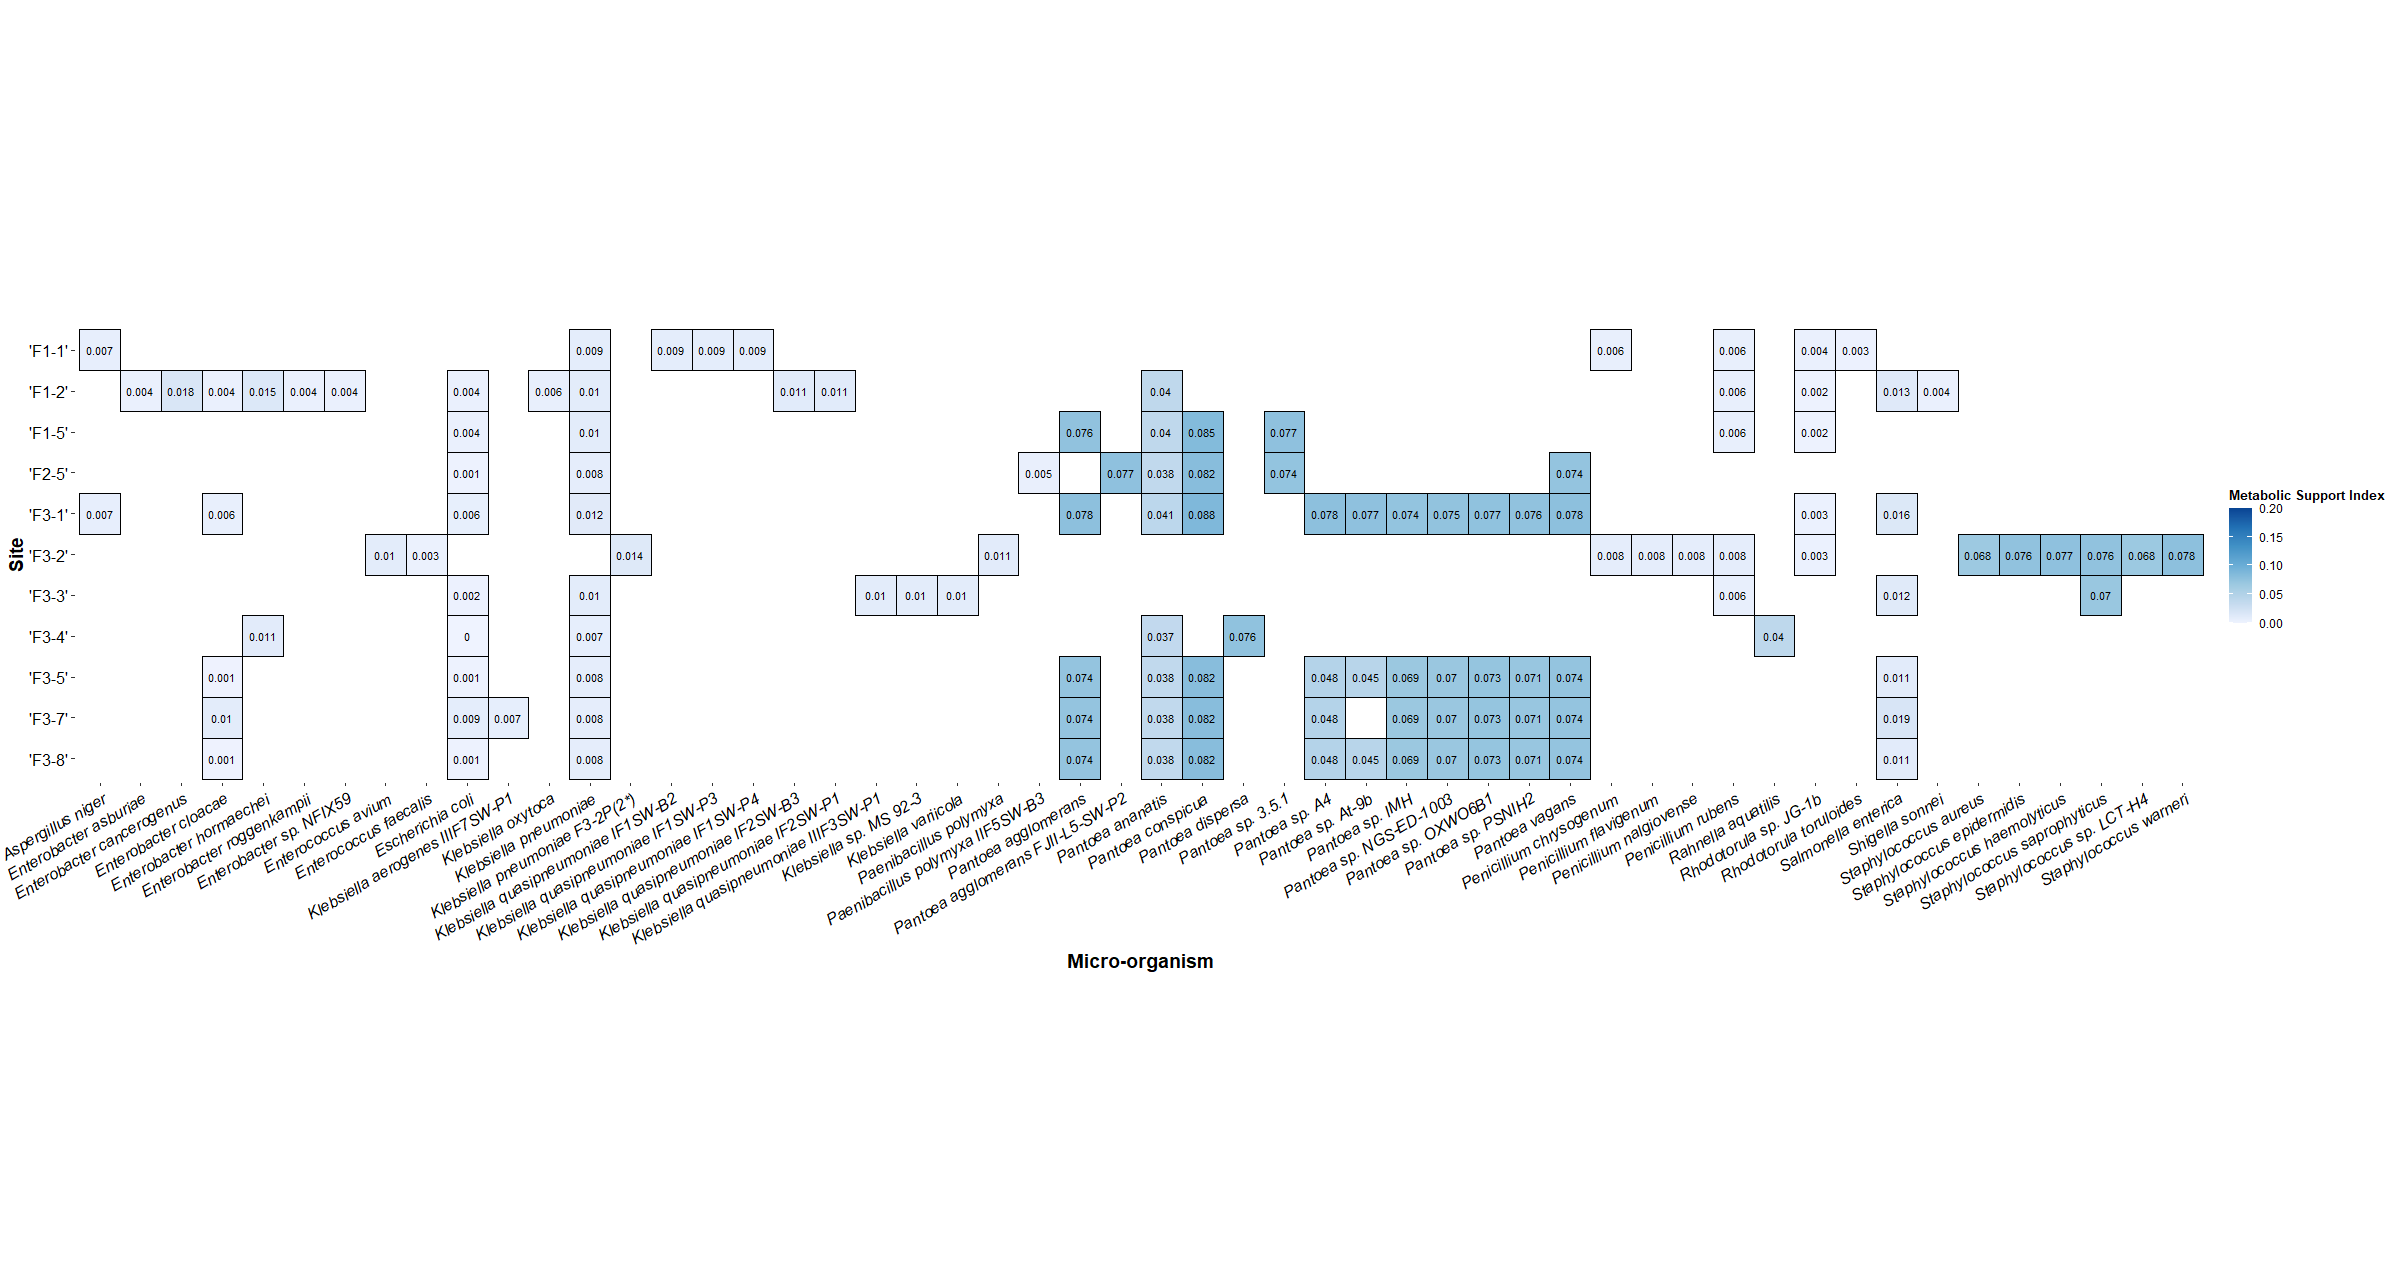 'F1-1' 0.007 0.009 0.009 0.009 0.009 0.006 0.006 0.004 0.003
'F1-2' 0.004 0.018 0.004 0.015 0.004 0.004 0.004 0.006 0.01 0.011 0.011 0.04 0.006 0.002 0.013 0.004
'F1-5' 0.004 0.01 0.076 0.04 0.085 0.077 0.006 0.002
'F2-5' 0.001 0.008 0.005 0.077 0.038 0.082 0.074 0.074
'F3-1' 0.007 0.006 0.006 0.012 0.078 0.041 0.088 0.078 0.077 0.074 0.075 0.077 0.076 0.078 0.003 0.016
'F3-2' 0.01 0.003 0.014 0.011 0.008 0.008 0.008 0.008 0.003 0.068 0.076 0.077 0.076 0.068 0.078
'F3-3' 0.002 0.01 0.01 0.01 0.01 0.006 0.012 0.07
'F3-4' 0.011 0 0.007 0.037 0.076 0.04
'F3-5' 0.001 0.001 0.008 0.074 0.038 0.082 0.048 0.045 0.069 0.07 0.073 0.071 0.074 0.011
'F3-7' 0.01 0.009 0.007 0.008 0.074 0.038 0.082 0.048 0.069 0.07 0.073 0.071 0.074 0.019
'F3-8' 0.001 0.001 0.008 0.074 0.038 0.082 0.048 0.045 0.069 0.07 0.073 0.071 0.074 0.011
Site
Aspergillus niger
Enterobacter asburiae
Enterobacter cancerogenus
Enterobacter cloacae
Enterobacter hormaechei
Enterobacter roggenkampii
Enterobacter sp. NFIX59
Enterococcus avium
Enterococcus faecalis
Escherichia coli
Klebsiella aerogenes IIIF7SW-P1
Klebsiella oxytoca
Klebsiella pneumoniae
Klebsiella pneumoniae F3-2P(2*)
Klebsiella quasipneumoniae IF1SW-B2
Klebsiella quasipneumoniae IF1SW-P3
Klebsiella quasipneumoniae IF1SW-P4
Klebsiella quasipneumoniae IF2SW-B3
Klebsiella quasipneumoniae IF2SW-P1
Klebsiella quasipneumoniae IIIF3SW-P1
Klebsiella sp. MS 92-3
Klebsiella variicola
Paenibacillus polymyxa
Paenibacillus polymyxa IIF5SW-B3
Pantoea agglomerans
Pantoea agglomerans FJII-L5-SW-P2
Pantoea ananatis
Pantoea conspicua
Pantoea dispersa
Pantoea sp. 3.5.1
Pantoea sp. A4
Pantoea sp. At-9b
Pantoea sp. IMH
Pantoea sp. NGS-ED-1003
Pantoea sp. OXWO6B1
Pantoea sp. PSNIH2
Pantoea vagans
Penicillium chrysogenum
Penicillium flavigenum
Penicillium nalgiovense
Penicillium rubens
Rahnella aquatilis
Rhodotorula sp. JG-1b
Rhodotorula toruloides
Salmonella enterica
Shigella sonnei
Staphylococcus aureus
Staphylococcus epidermidis
Staphylococcus haemolyticus
Staphylococcus saprophyticus
Staphylococcus sp. LCT-H4
Staphylococcus warneri
Micro-organism
Metabolic Support Index
0.20
0.15
0.10
0.05
0.00